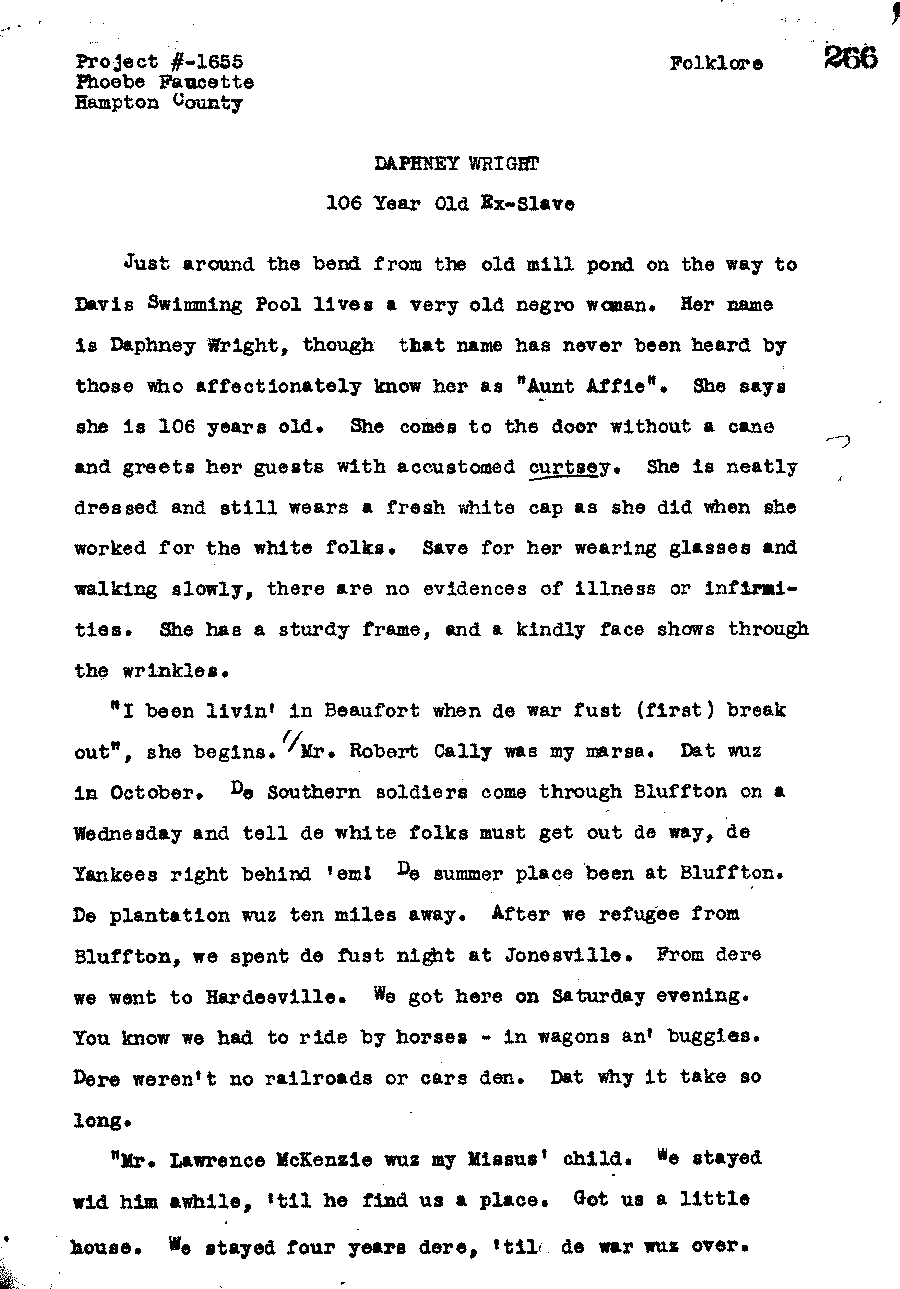 Project #-1655
Phoebe Faucette
Hampton County
Folklore 266
DAPHNEY WRIGHT
106 Year Old Ex-Slave
Just around the bend from the old mill pond on the way to
Davis Swimming Pool lives a very old negro woman. Her name
is Daphney Wright, though that name has never been heard by
those who affectionately know her as "Aunt Affie". She says
she is 106 years old. She comes to the door without a cane
and greets her guests with accustomed curtsey. She is neatly
dressed and still wears a fresh white cap as she did when she
worked for the white folks. Save for her wearing glasses and
walking slowly, there are no evidences of illness or infirmi-
ties. She has a sturdy frame, and a kindly face shows through
the wrinkles.
"I been livin' in Beaufort when de war fust (first) break
out", she begins. "Mr. Robert Cally was my marsa. Dat wuz
in October. De Southern soldiers come through Bluffton on a
Wednesday and tell de white folks must get out de way, de
Yankees right behind 'em! De summer place been at Bluffton.
De plantation wuz ten miles away. After we refugee from
Bluffton, we spent de fust night at Jonesville. From dere
we went to Hardeeville. We got here on Saturday evening.
You know we had to ride by horses - in wagons an' buggies.
Dere weren't no railroads or cars den. Dat why it take so
long.
"Mr. Lawrence McKenzie wuz my Missus' child. We stayed
wid him awhile, 'til he find us a place. Got us a little
house. We stayed four years dere, 'til de war wuz over.